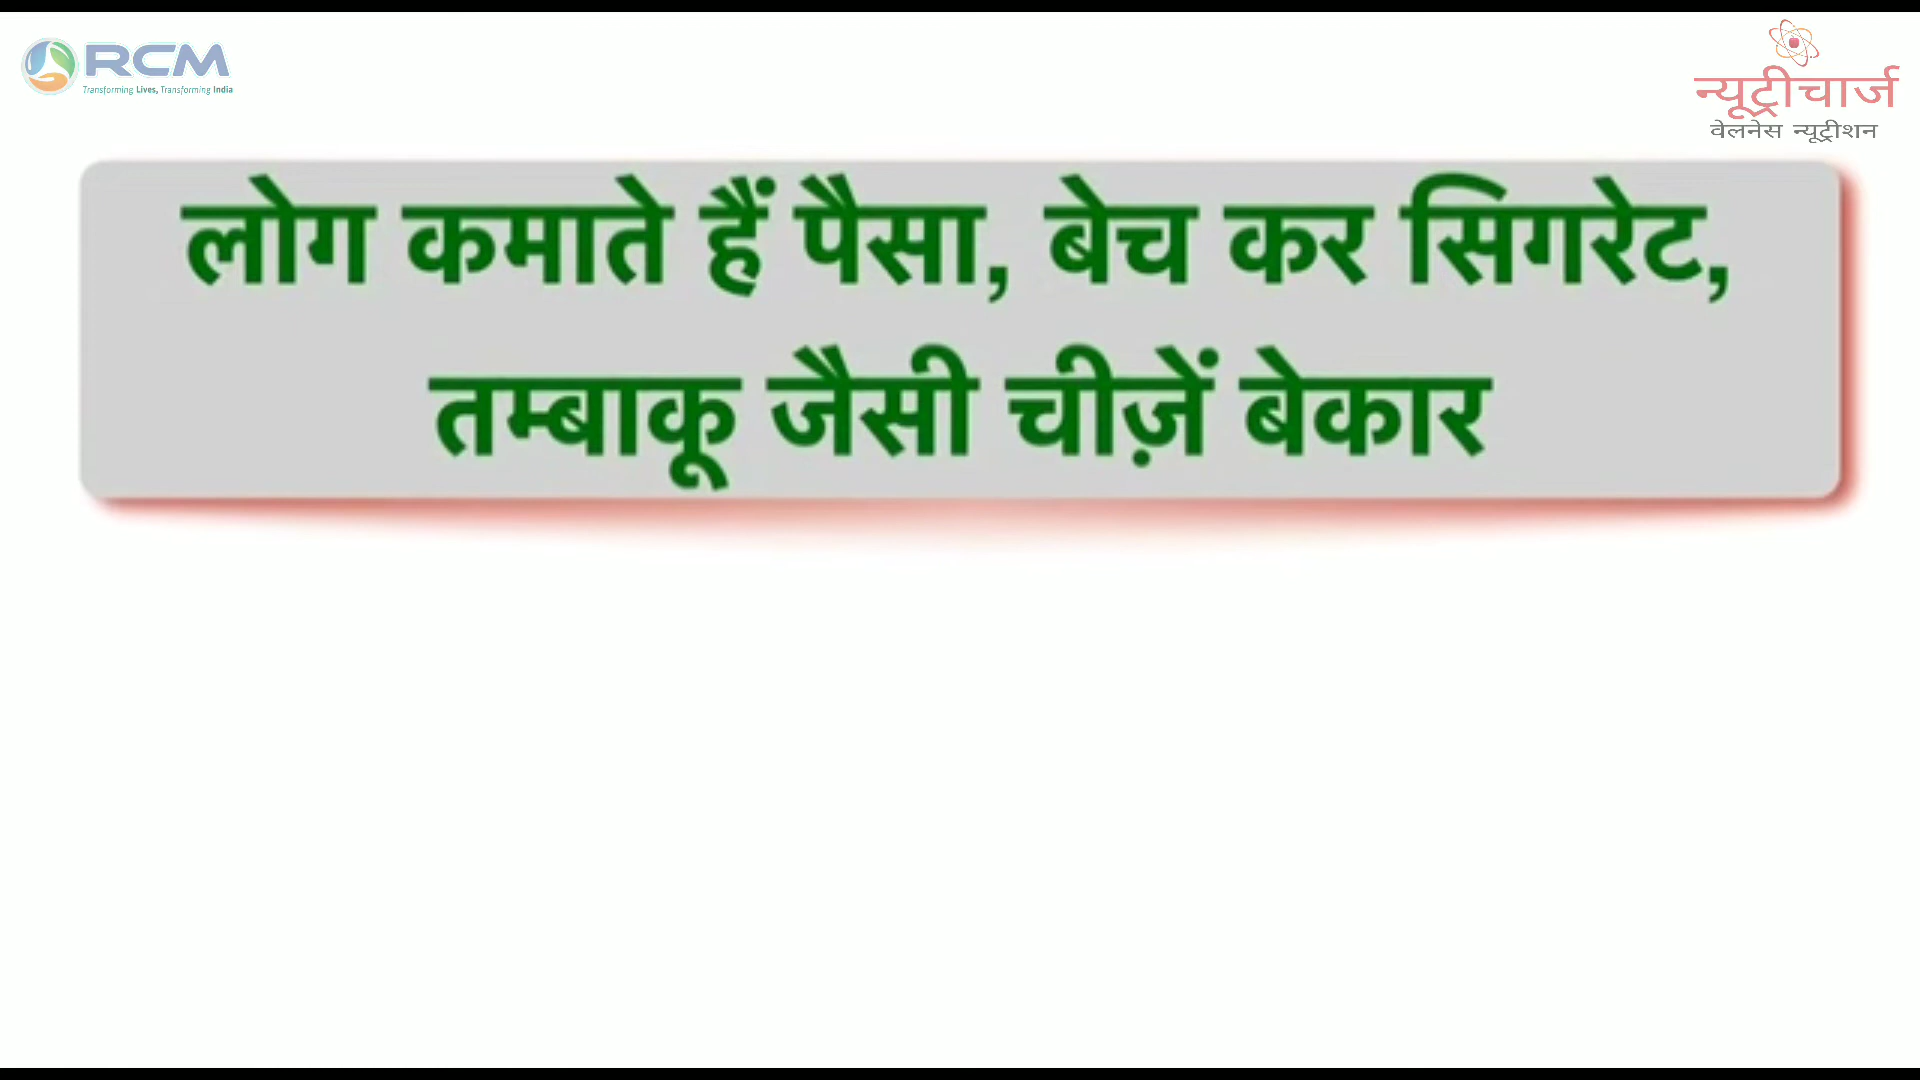 RCM
Transforming Lives, Transforming India
न्यूट्रीचार्ज
वेलनेस न्यूट्रीशन
लोग कमाते हैं पैसा, बेच कर सिगरेट,
तम्बाकू जैसी चीज़ें बेकार